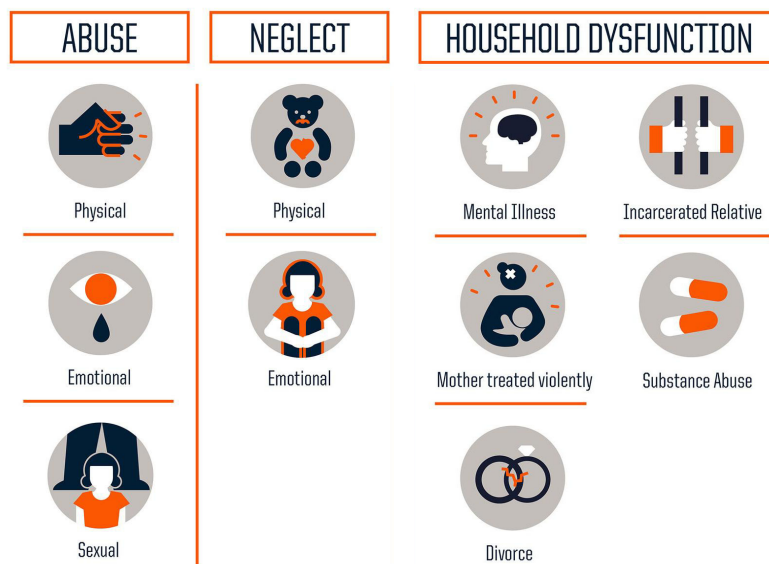 ABUSE
Physical
Emotional
Sexual
NEGLECT
Physical
Emotional
HOUSEHOLD DYSFUNCTION
Mental Illness
Incarcerated Relative
Mother treated violently
Substance Abuse
Divorce